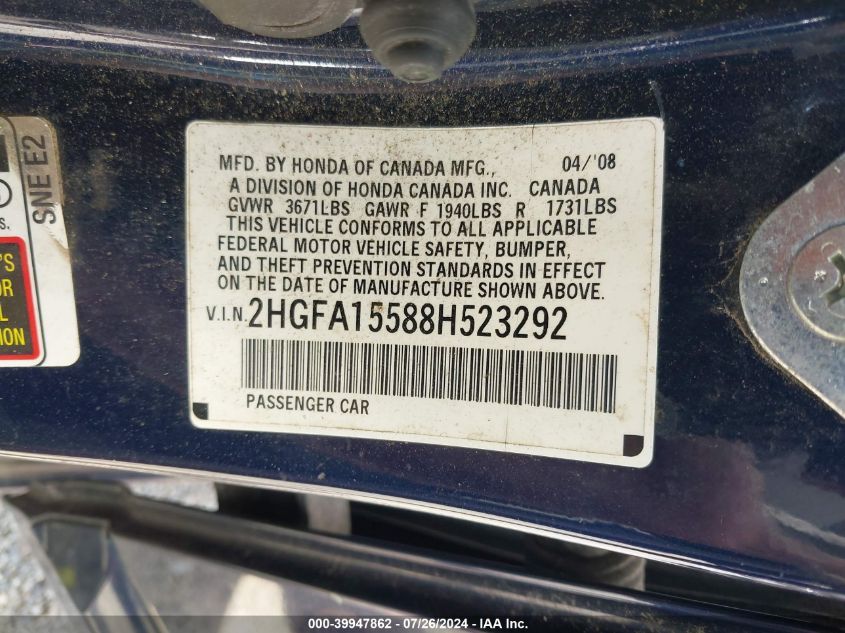 SNE E2
S.
'S
OR
L
ION
MFD. BY HONDA OF CANADA MFG., 04/'08
A DIVISION OF HONDA CANADA INC. CANADA
GVWR 3671LBS GAWR F 1940LBS R 1731LBS
THIS VEHICLE CONFORMS TO ALL APPLICABLE
FEDERAL MOTOR VEHICLE SAFETY, BUMPER,
AND THEFT PREVENTION STANDARDS IN EFFECT
ON THE DATE OF MANUFACTURE SHOWN ABOVE.
V.I.N. 2HGFA15588H523292
PASSENGER CAR
000-39947862 - 07/26/2024 - IAA Inc.